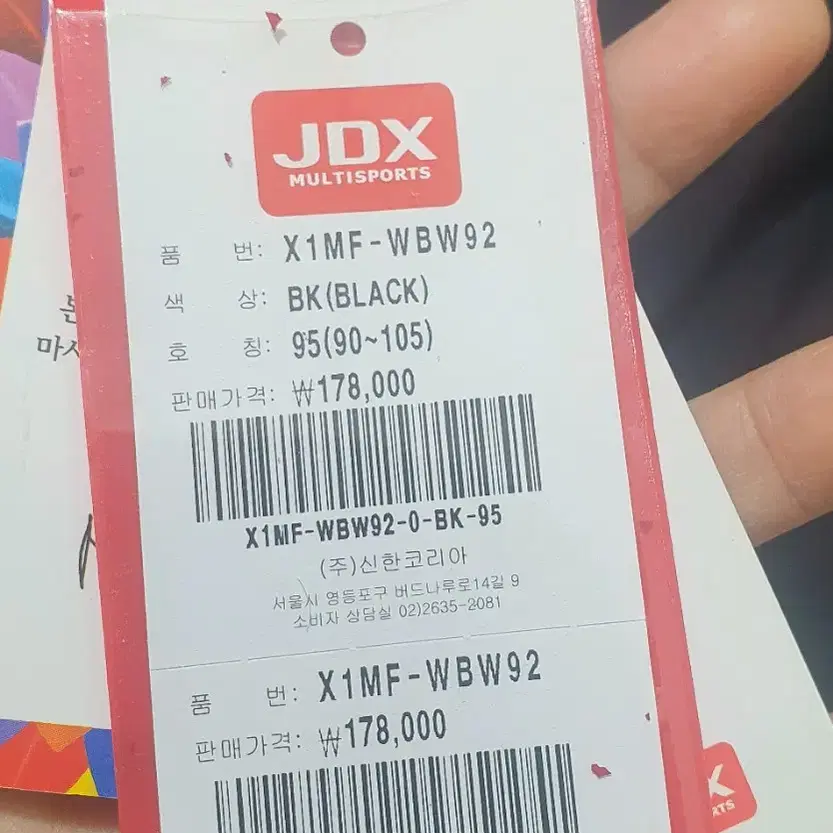 JDX
MULTISPORTS
품 번: X1MF-WBW92
색 상: BK(BLACK)
호 칭: 95(90~105)
판매가격: ₩178,000
X1MF-WBW92-0-BK-95
(주)신한코리아
서울시 영등포구 버드나루로14길 9
소비자 상담실 02)2635-2081
품 번: X1MF-WBW92
판매가격: ₩178,000